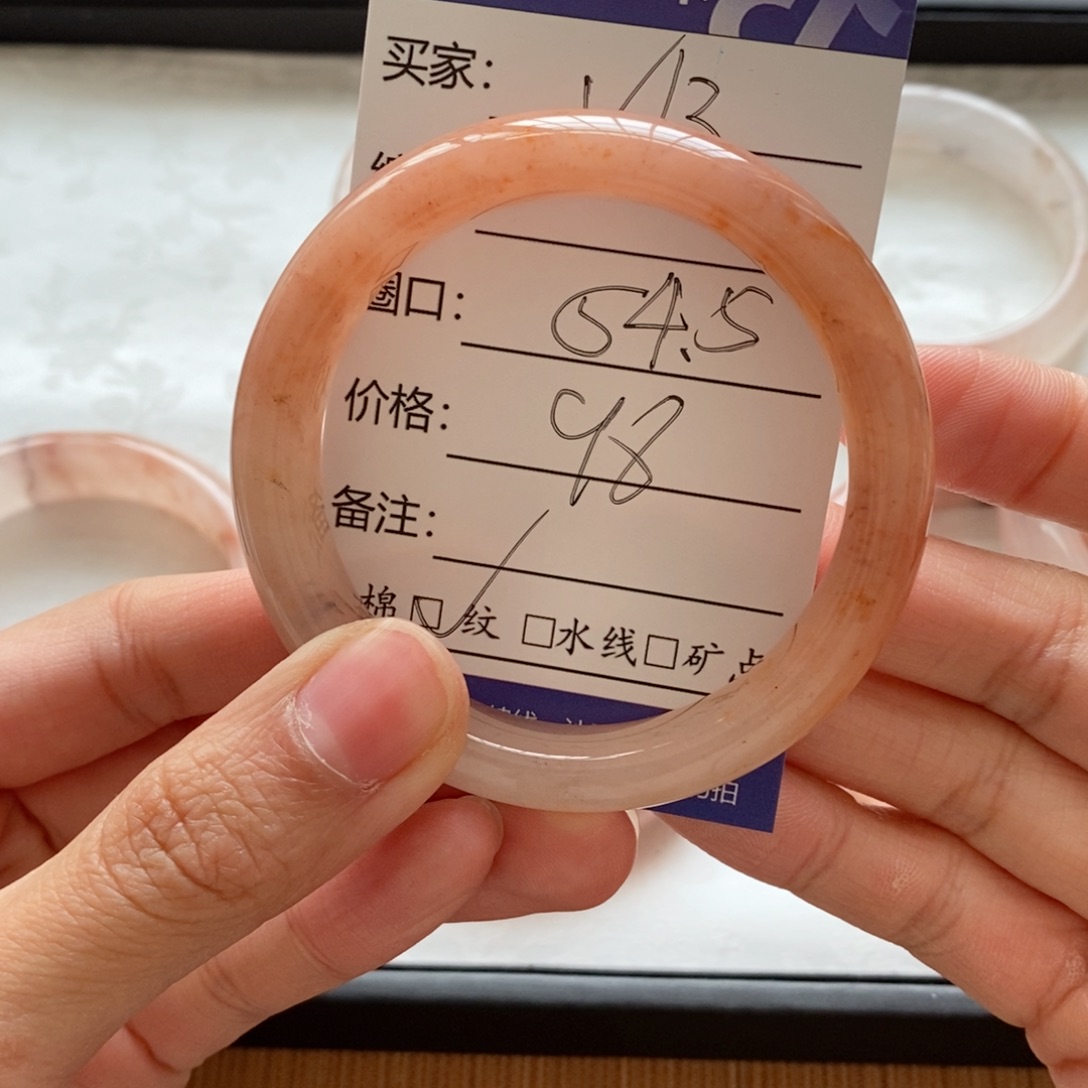 买家: 1/13
圈口: 54.5
价格: 98
备注:
棉 ☑ 纹 □水线□矿点
拍